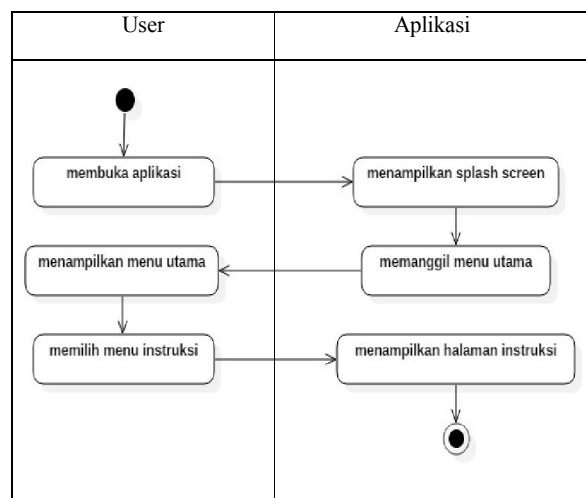 User
Aplikasi
membuka aplikasi
menampilkan splash screen
menampilkan menu utama
memanggil menu utama
memilih menu instruksi
menampilkan halaman instruksi